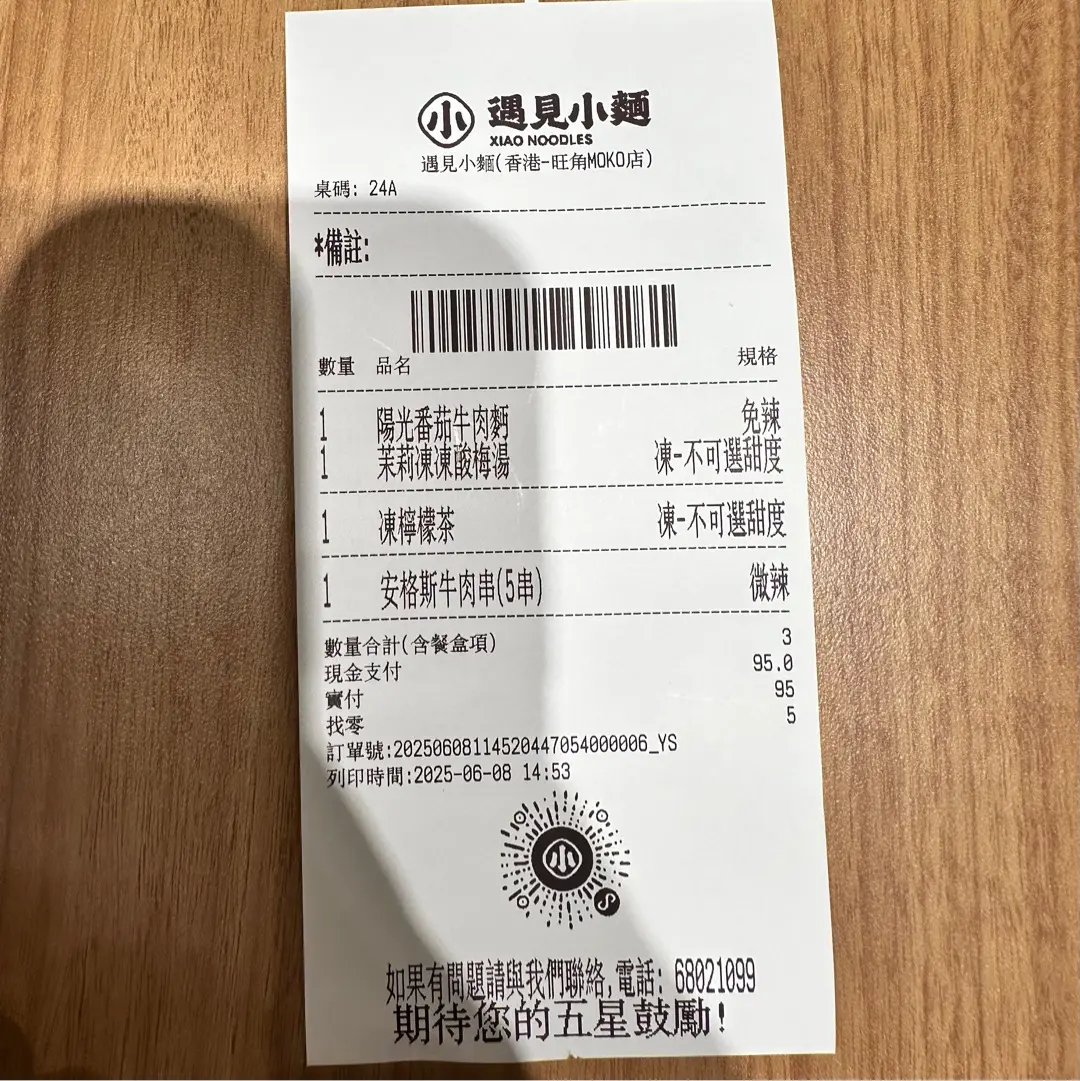 小 遇見小麵
XIAO NOODLES
遇見小麵(香港-旺角MOKO店)
桌碼: 24A
*備註:
數量 品名 規格
1 陽光番茄牛肉麪 免辣
1 茉莉凍凍酸梅湯 凍-不可選甜度
1 凍檸檬茶 凍-不可選甜度
1 安格斯牛肉串(5串) 微辣
數量合計(含餐盒項) 3
現金支付 95.0
實付 95
找零 5
訂單號:20250608114520447054000006_YS
列印時間:2025-06-08 14:53
小
如果有問題請與我們聯絡,電話: 68021099
期待您的五星鼓勵!